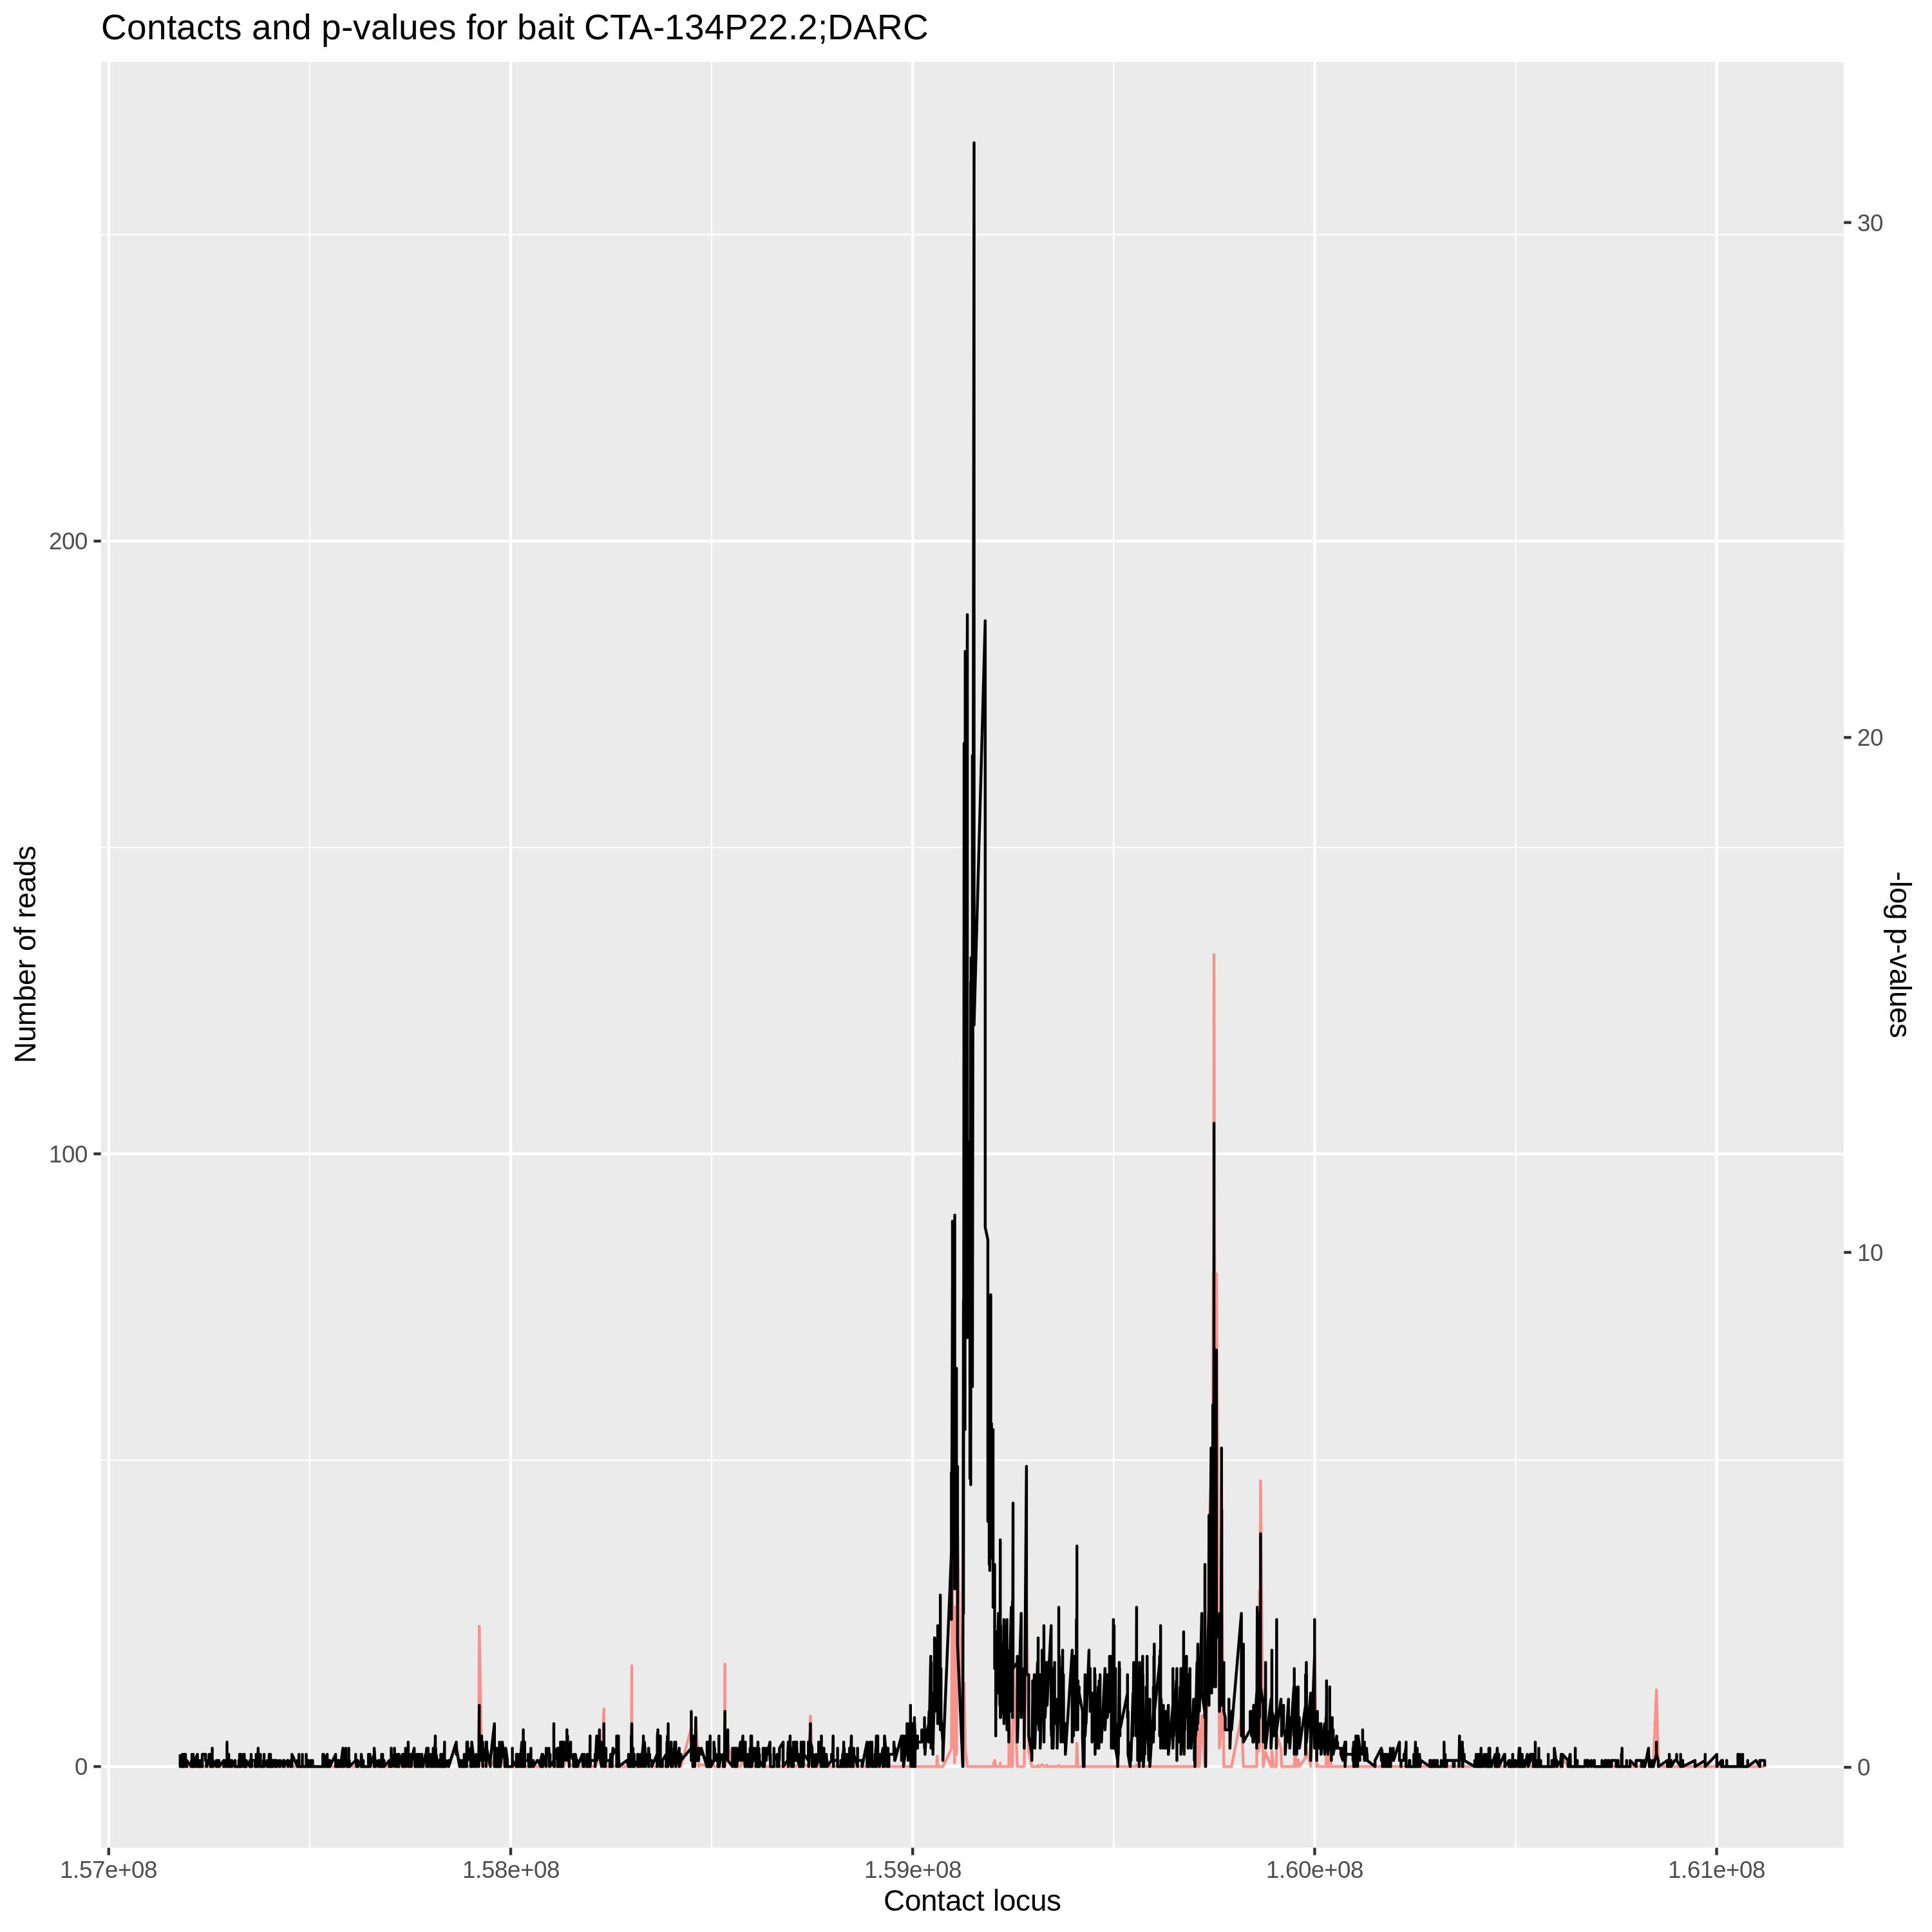 Contacts and p-values for bait CTA-134P22.2;DARC
Number of reads
200
100
0
30
20
10
0
-log p-values
1.57e+08 1.58e+08 1.59e+08 1.60e+08 1.61e+08
Contact locus